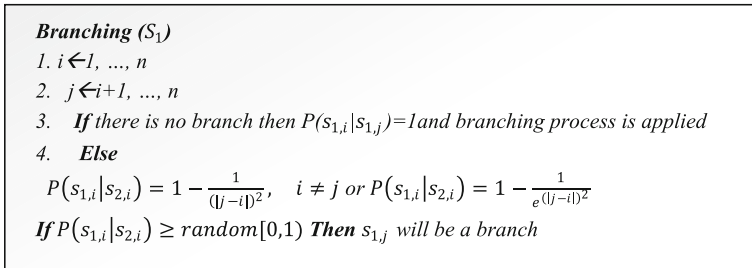 Branching (S₁)
1. i←1, ..., n
2. j←i+1, ..., n
3. If there is no branch then P(s₁,ᵢ|s₁,ⱼ)=1and branching process is applied
4. Else
P(s₁,ᵢ|s₂,ᵢ) = 1 − 1/(|j−i|)², i ≠ j or P(s₁,ᵢ|s₂,ᵢ) = 1 − 1/e^(|j−i|)²
If P(s₁,ᵢ|s₂,ᵢ) ≥ random[0,1) Then s₁,ⱼ will be a branch